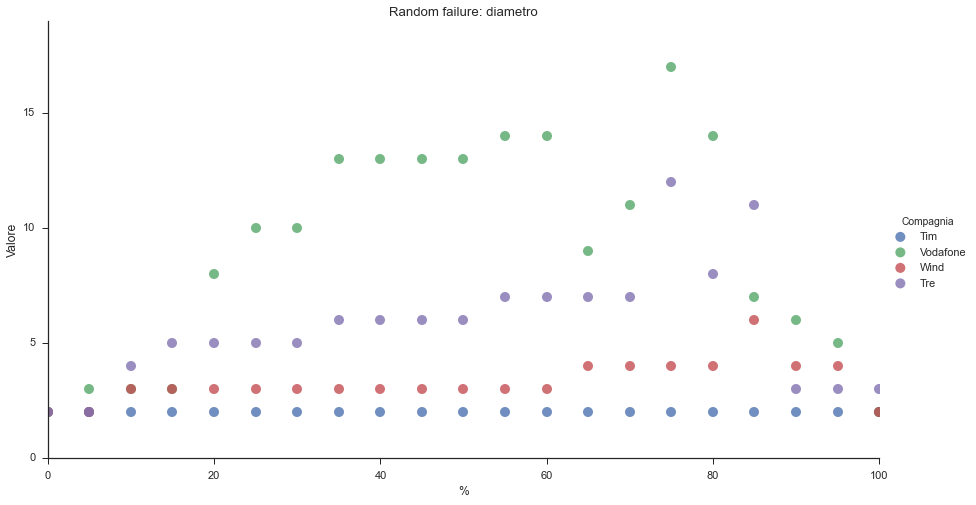 Random failure: diametro
Valore
15
10
5
0
0 20 40 60 80 100
%
Compagnia
Tim
Vodafone
Wind
Tre